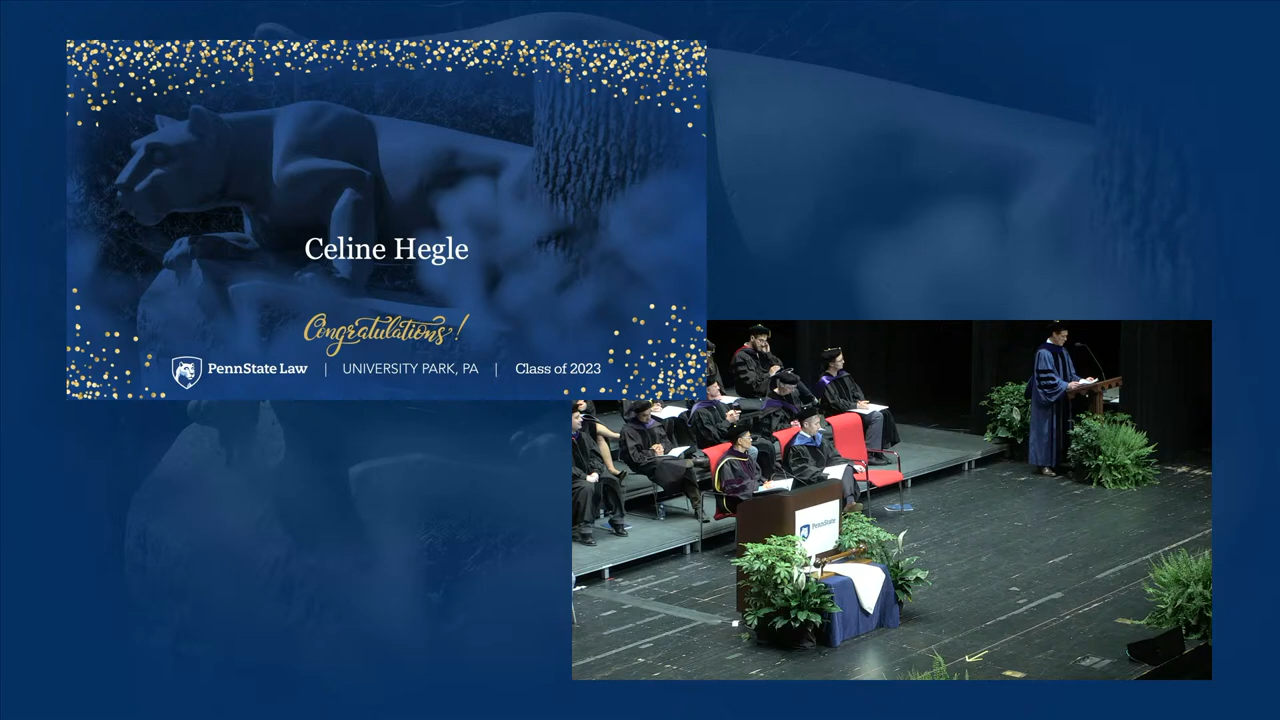 Celine Hegle
Congratulations!
PennState Law | UNIVERSITY PARK, PA | Class of 2023
PennState